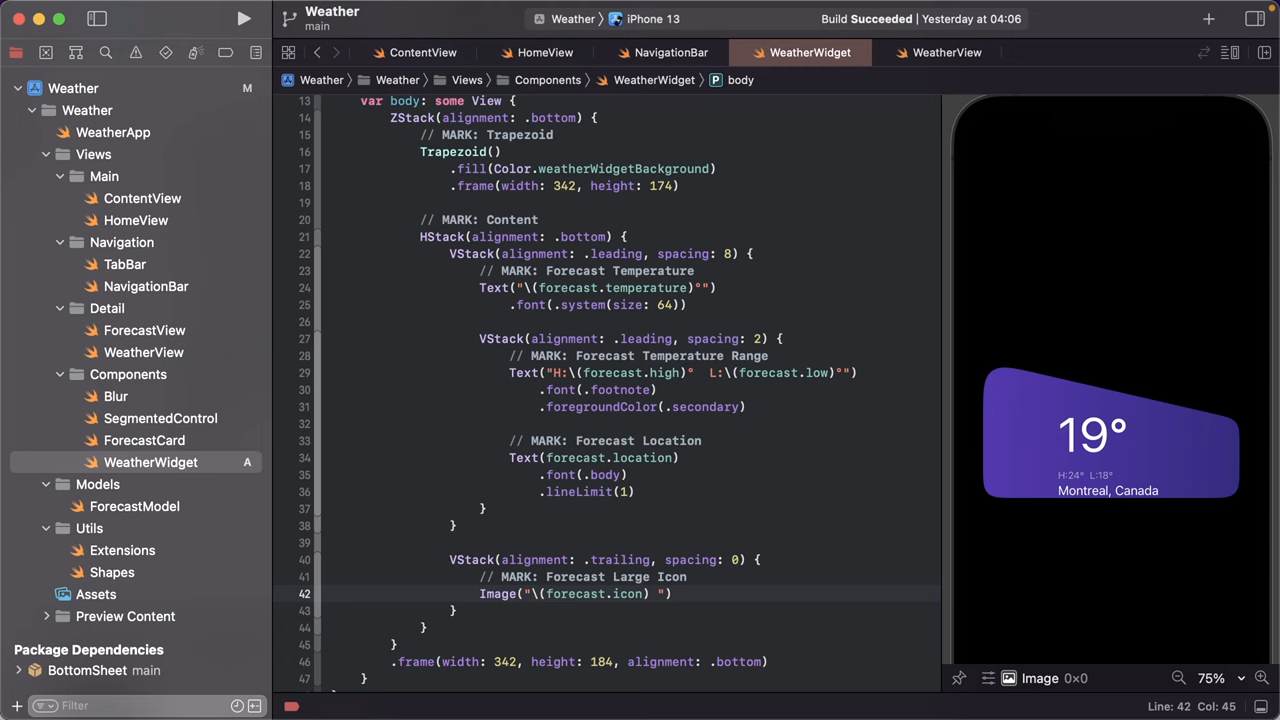 Weather
main
Weather
iPhone 13
Build Succeeded | Yesterday at 04:06
ContentView
HomeView
NavigationBar
WeatherWidget
WeatherView
Weather
Weather
Views
Components
WeatherWidget
P
body
Weather
M
Weather
WeatherApp
Views
Main
ContentView
HomeView
Navigation
TabBar
NavigationBar
Detail
ForecastView
WeatherView
Components
Blur
SegmentedControl
ForecastCard
WeatherWidget
A
Models
ForecastModel
Utils
Extensions
Shapes
Assets
Preview Content
Package Dependencies
BottomSheet main
Filter
13 var body: some View {
14 ZStack(alignment: .bottom) {
15 // MARK: Trapezoid
16 Trapezoid()
17 .fill(Color.weatherWidgetBackground)
18 .frame(width: 342, height: 174)
19
20 // MARK: Content
21 HStack(alignment: .bottom) {
22 VStack(alignment: .leading, spacing: 8) {
23 // MARK: Forecast Temperature
24 Text("\(forecast.temperature)°")
25 .font(.system(size: 64))
26
27 VStack(alignment: .leading, spacing: 2) {
28 // MARK: Forecast Temperature Range
29 Text("H:\(forecast.high)°  L:\(forecast.low)°")
30 .font(.footnote)
31 .foregroundColor(.secondary)
32
33 // MARK: Forecast Location
34 Text(forecast.location)
35 .font(.body)
36 .lineLimit(1)
37 }
38 }
39
40 VStack(alignment: .trailing, spacing: 0) {
41 // MARK: Forecast Large Icon
42 Image("\(forecast.icon) ")
43 }
44 }
45 }
46 .frame(width: 342, height: 184, alignment: .bottom)
47 }
19°
H:24°  L:18°
Montreal, Canada
Image 0×0
75%
Line: 42  Col: 45